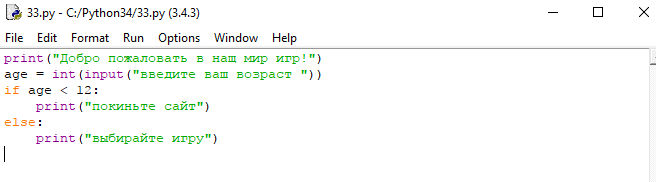 33.py - C:/Python34/33.py (3.4.3)
File Edit Format Run Options Window Help
print("Добро пожаловать в наш мир игр!")
age = int(input("введите ваш возраст "))
if age < 12:
    print("покиньте сайт")
else:
    print("выбирайте игру")